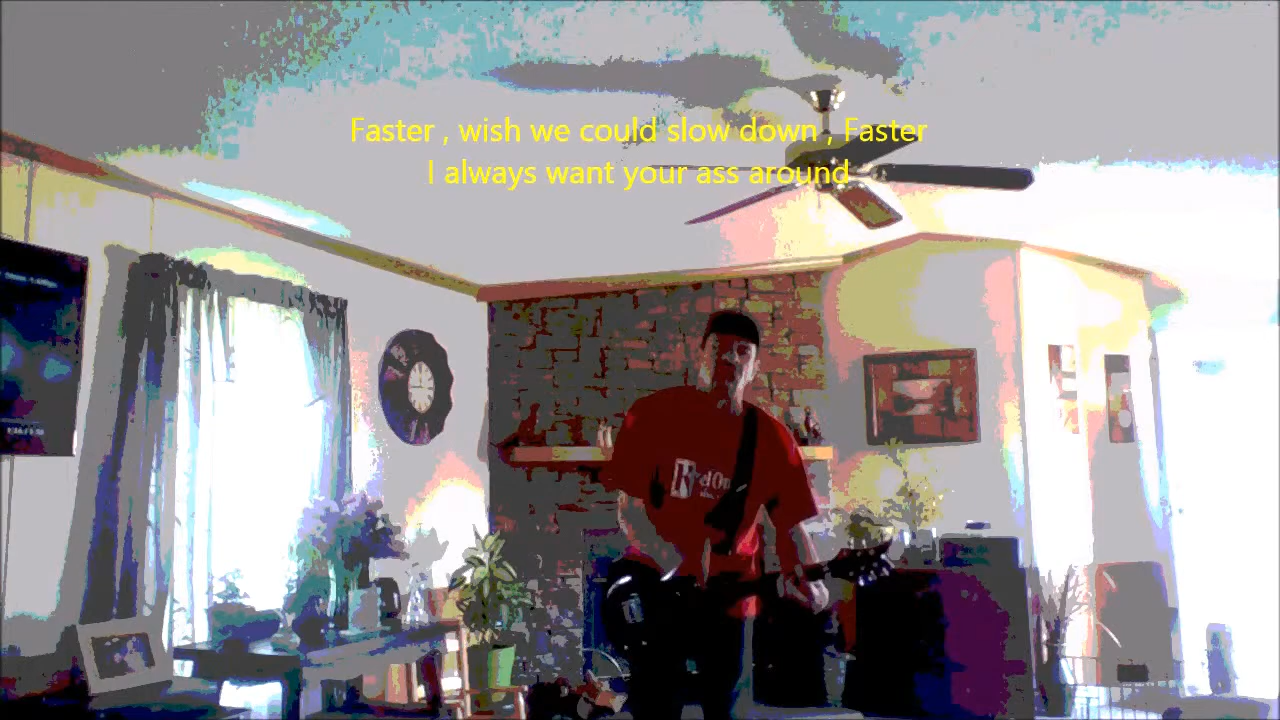 Faster , wish we could slow down , Faster
I always want your ass around